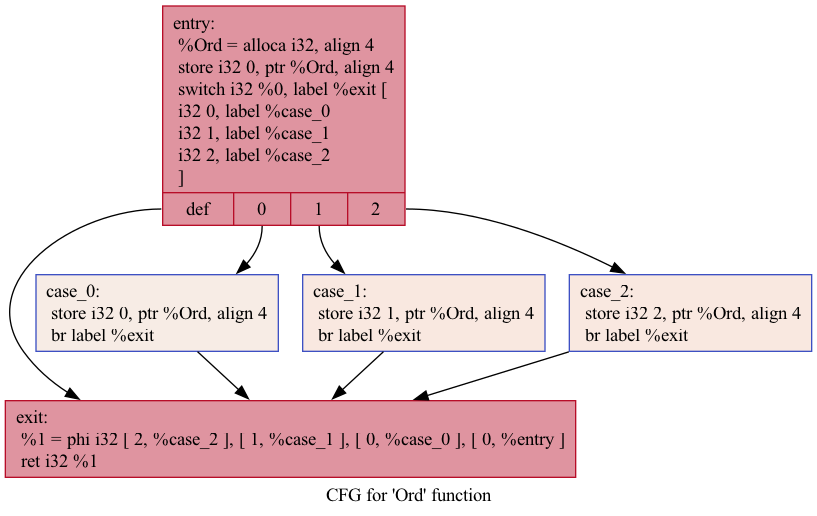 entry:
%Ord = alloca i32, align 4
store i32 0, ptr %Ord, align 4
switch i32 %0, label %exit [
i32 0, label %case_0
i32 1, label %case_1
i32 2, label %case_2
]
def 0 1 2
case_0:
store i32 0, ptr %Ord, align 4
br label %exit
case_1:
store i32 1, ptr %Ord, align 4
br label %exit
case_2:
store i32 2, ptr %Ord, align 4
br label %exit
exit:
%1 = phi i32 [ 2, %case_2 ], [ 1, %case_1 ], [ 0, %case_0 ], [ 0, %entry ]
ret i32 %1
CFG for 'Ord' function